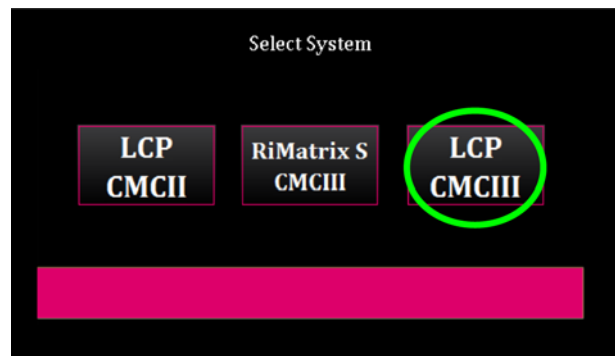 Select System
LCP
CMCII
RiMatrix S
CMCIII
LCP
CMCIII